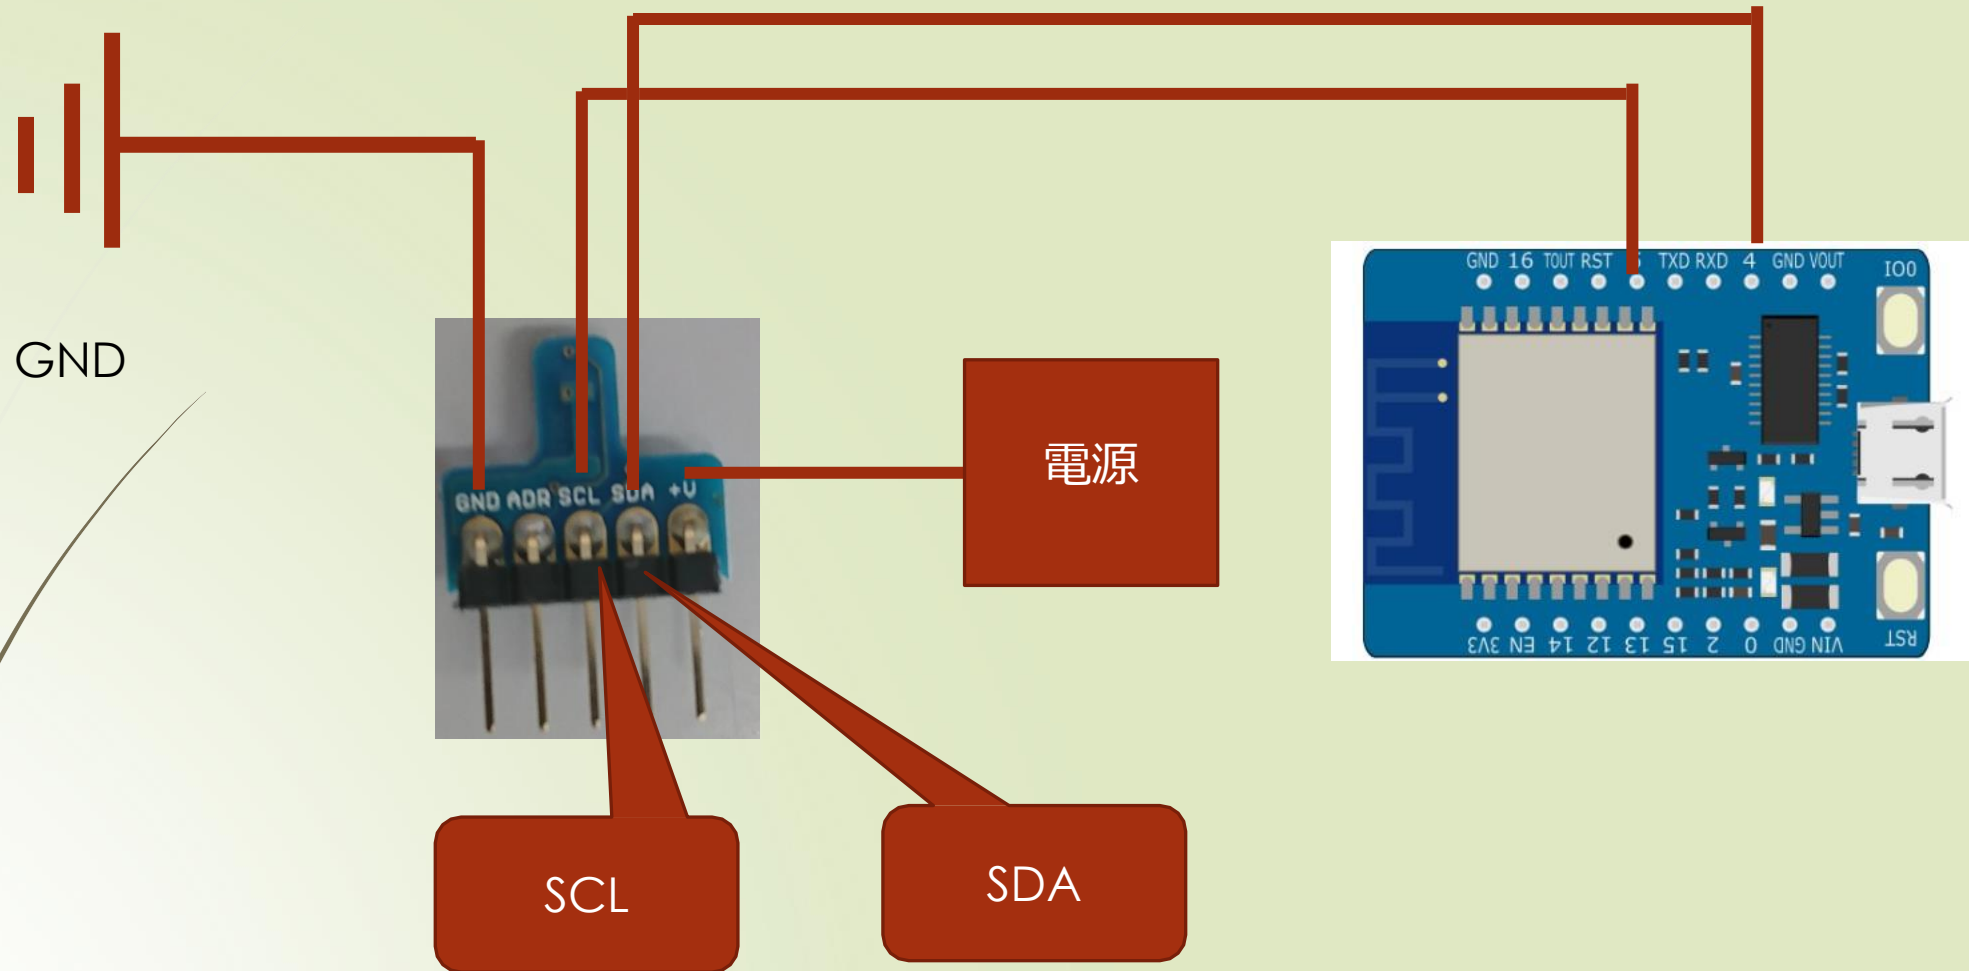 GND
GND ADR SCL SDA +V
電源
SCL
SDA
GND 16 TOUT RST 5 TXD RXD 4 GND VOUT
IO0
3V3 EN 14 12 13 15 2 0 GND VIN
RST